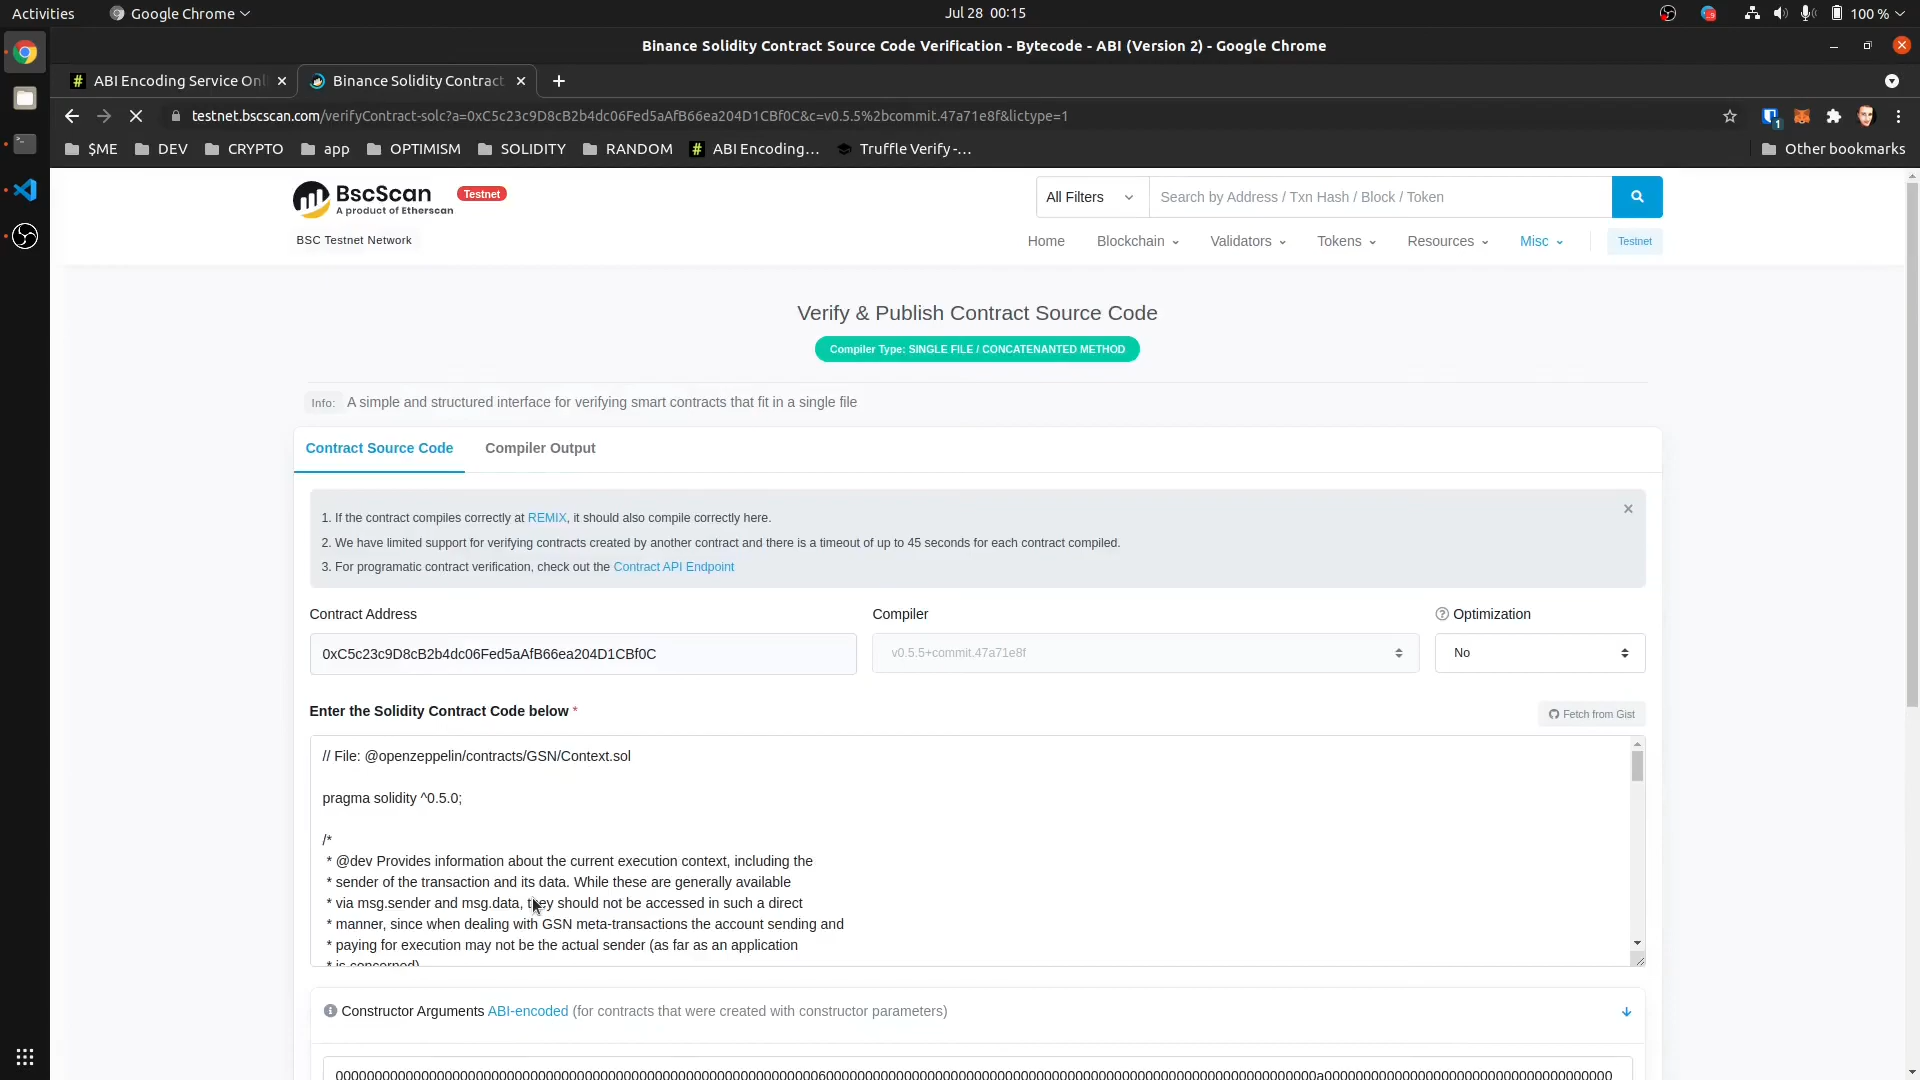 Activities
Google Chrome
Jul 28 00:15
100 %
Binance Solidity Contract Source Code Verification - Bytecode - ABI (Version 2) - Google Chrome
ABI Encoding Service Onl
Binance Solidity Contract
testnet.bscscan.com/verifyContract-solc?a=0xC5c23c9D8cB2b4dc06Fed5aAfB66ea204D1CBf0C&c=v0.5.5%2bcommit.47a71e8f&lictype=1
1
$ME
DEV
CRYPTO
app
OPTIMISM
SOLIDITY
RANDOM
ABI Encoding...
Truffle Verify -...
Other bookmarks
BscScan
A product of Etherscan
Testnet
BSC Testnet Network
All Filters
Search by Address / Txn Hash / Block / Token
Home
Blockchain
Validators
Tokens
Resources
Misc
Testnet
Verify & Publish Contract Source Code
Compiler Type: SINGLE FILE / CONCATENANTED METHOD
Info: A simple and structured interface for verifying smart contracts that fit in a single file
Contract Source Code
Compiler Output
1. If the contract compiles correctly at REMIX, it should also compile correctly here.
2. We have limited support for verifying contracts created by another contract and there is a timeout of up to 45 seconds for each contract compiled.
3. For programatic contract verification, check out the Contract API Endpoint
Contract Address
Compiler
Optimization
0xC5c23c9D8cB2b4dc06Fed5aAfB66ea204D1CBf0C
v0.5.5+commit.47a71e8f
No
Enter the Solidity Contract Code below *
Fetch from Gist
// File: @openzeppelin/contracts/GSN/Context.sol
pragma solidity ^0.5.0;
/*
* @dev Provides information about the current execution context, including the
* sender of the transaction and its data. While these are generally available
* via msg.sender and msg.data, they should not be accessed in such a direct
* manner, since when dealing with GSN meta-transactions the account sending and
* paying for execution may not be the actual sender (as far as an application
* is concerned)
Constructor Arguments ABI-encoded (for contracts that were created with constructor parameters)